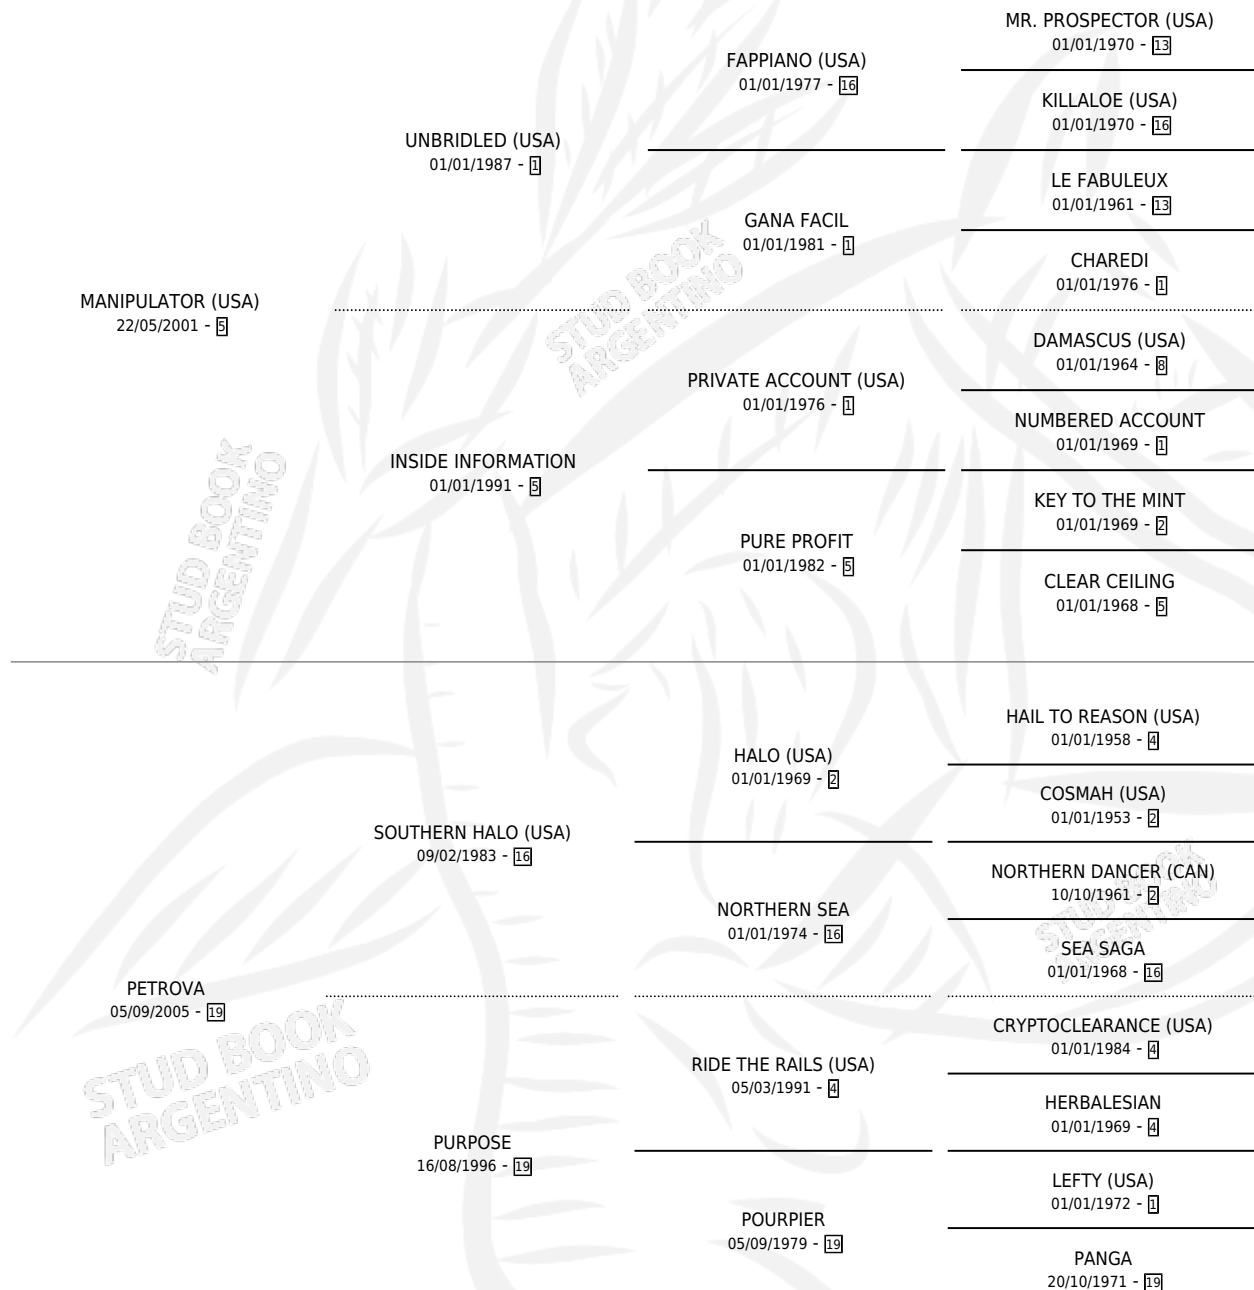 MR. PROSPECTOR (USA)
01/01/1970 - 13
FAPPIANO (USA)
01/01/1977 - 16
KILLALOE (USA)
01/01/1970 - 16
UNBRIDLED (USA)
01/01/1987 - 1
LE FABULEUX
01/01/1961 - 13
GANA FACIL
01/01/1981 - 1
CHAREDI
01/01/1976 - 1
MANIPULATOR (USA)
22/05/2001 - 5
DAMASCUS (USA)
01/01/1964 - 8
PRIVATE ACCOUNT (USA)
01/01/1976 - 1
NUMBERED ACCOUNT
01/01/1969 - 1
INSIDE INFORMATION
01/01/1991 - 5
KEY TO THE MINT
01/01/1969 - 2
PURE PROFIT
01/01/1982 - 5
CLEAR CEILING
01/01/1968 - 5
HAIL TO REASON (USA)
01/01/1958 - 4
HALO (USA)
01/01/1969 - 2
COSMAH (USA)
01/01/1953 - 2
SOUTHERN HALO (USA)
09/02/1983 - 16
NORTHERN DANCER (CAN)
10/10/1961 - 2
NORTHERN SEA
01/01/1974 - 16
SEA SAGA
01/01/1968 - 16
PETROVA
05/09/2005 - 19
CRYPTOCLEARANCE (USA)
01/01/1984 - 4
RIDE THE RAILS (USA)
05/03/1991 - 4
HERBALESIAN
01/01/1969 - 4
PURPOSE
16/08/1996 - 19
LEFTY (USA)
01/01/1972 - 1
POURPIER
05/09/1979 - 19
PANGA
20/10/1971 - 19
STUD BOOK
ARGENTINO
STUD BOOK
ARGENTINO
STUD BOOK
ARGENTINO
STUD BOOK
ARGENTINO